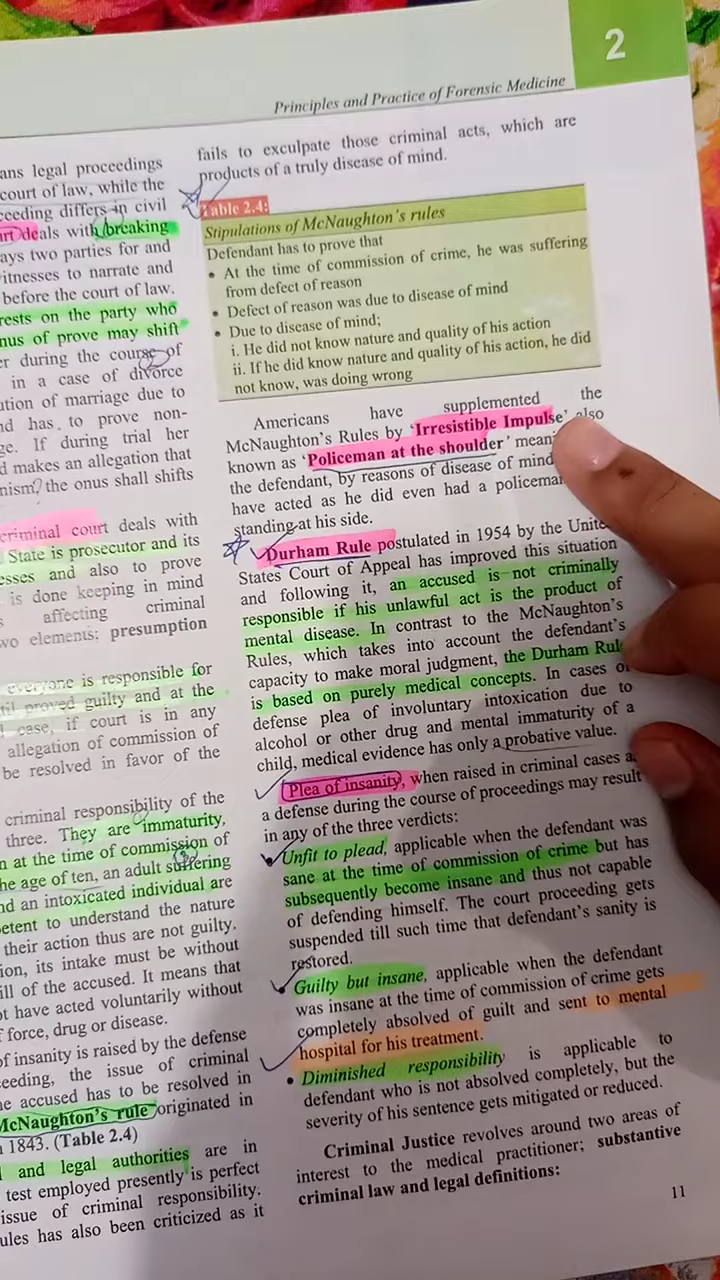 2
Principles and Practice of Forensic Medicine
ans legal proceedings
court of law, while the
ceeding differs in civil
rt deals with breaking
ays two parties for and
itnesses to narrate and
before the court of law.
rests on the party who
nus of prove may shift
er during the course of
in a case of divorce
ution of marriage due to
d has to prove non-
ge. If during trial her
d makes an allegation that
nism, the onus shall shifts
criminal court deals with
State is prosecutor and its
esses and also to prove
is done keeping in mind
s affecting criminal
wo elements: presumption
everyone is responsible for
til proved guilty and at the
case, if court is in any
allegation of commission of
be resolved in favor of the
criminal responsibility of the
three. They are immaturity,
n at the time of commission of
he age of ten, an adult suffering
nd an intoxicated individual are
etent to understand the nature
their action thus are not guilty.
ion, its intake must be without
ill of the accused. It means that
ot have acted voluntarily without
f force, drug or disease.
of insanity is raised by the defense
eeding, the issue of criminal
e accused has to be resolved in
McNaughton's rule originated in
1843. (Table 2.4)
l and legal authorities are in
test employed presently is perfect
issue of criminal responsibility.
ules has also been criticized as it
fails to exculpate those criminal acts, which are
products of a truly disease of mind.
Table 2.4:
Stipulations of McNaughton's rules
Defendant has to prove that
• At the time of commission of crime, he was suffering
from defect of reason
• Defect of reason was due to disease of mind
• Due to disease of mind;
i. He did not know nature and quality of his action
ii. If he did know nature and quality of his action, he did
not know, was doing wrong
Americans have supplemented the
McNaughton's Rules by 'Irresistible Impulse' also
known as 'Policeman at the shoulder' meani
the defendant, by reasons of disease of mind
have acted as he did even had a policema
standing at his side.
Durham Rule postulated in 1954 by the Unite
States Court of Appeal has improved this situation
and following it, an accused is not criminally
responsible if his unlawful act is the product of
mental disease. In contrast to the McNaughton's
Rules, which takes into account the defendant's
capacity to make moral judgment, the Durham Rul
is based on purely medical concepts. In cases o
defense plea of involuntary intoxication due to
alcohol or other drug and mental immaturity of a
child, medical evidence has only a probative value.
Plea of insanity, when raised in criminal cases a
a defense during the course of proceedings may result
in any of the three verdicts:
• Unfit to plead, applicable when the defendant was
sane at the time of commission of crime but has
subsequently become insane and thus not capable
of defending himself. The court proceeding gets
suspended till such time that defendant's sanity is
restored.
• Guilty but insane, applicable when the defendant
was insane at the time of commission of crime gets
completely absolved of guilt and sent to mental
hospital for his treatment.
• Diminished responsibility is applicable to
defendant who is not absolved completely, but the
severity of his sentence gets mitigated or reduced.
Criminal Justice revolves around two areas of
interest to the medical practitioner; substantive
criminal law and legal definitions:
11